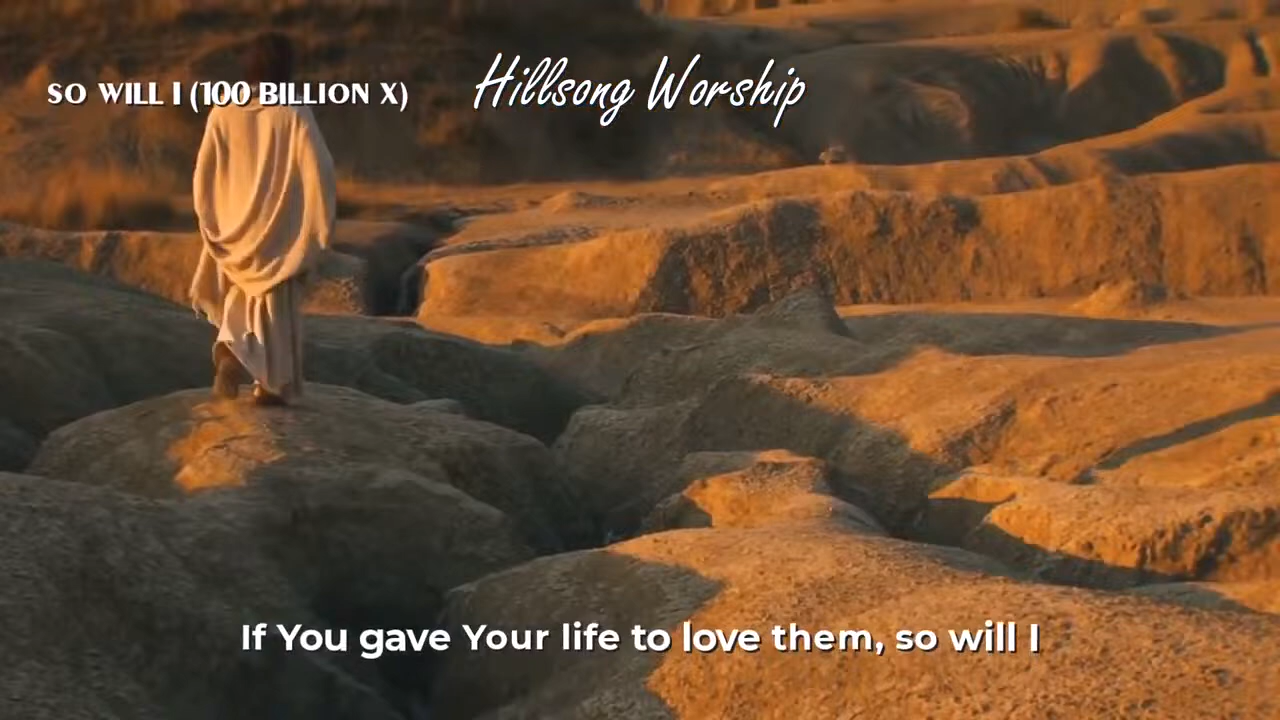 SO WILL I (100 BILLION X)
Hillsong Worship
If You gave Your life to love them, so will I